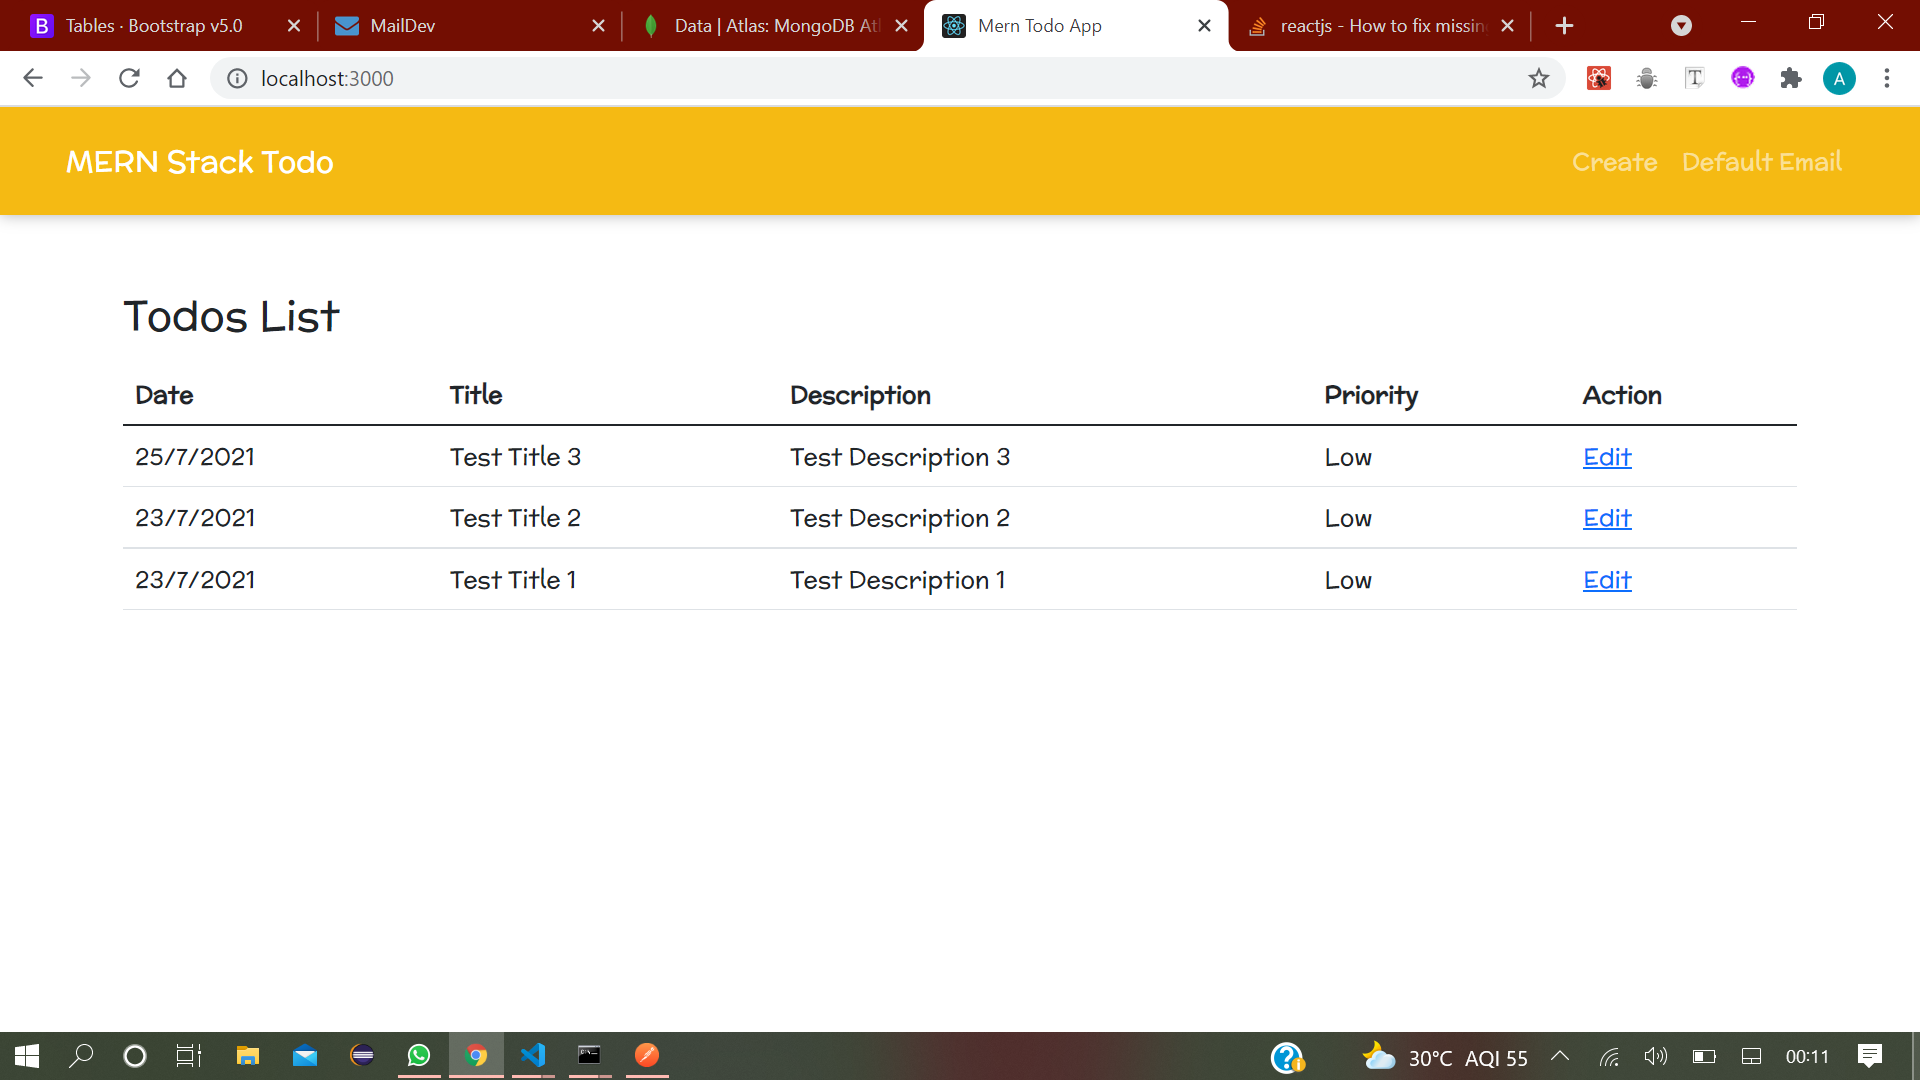 B Tables · Bootstrap v5.0
MailDev
Data | Atlas: MongoDB Atl
Mern Todo App
reactjs - How to fix missing
localhost:3000
T
A
MERN Stack Todo
Create
Default Email
Todos List
Date Title Description Priority Action
25/7/2021 Test Title 3 Test Description 3 Low Edit
23/7/2021 Test Title 2 Test Description 2 Low Edit
23/7/2021 Test Title 1 Test Description 1 Low Edit
30°C AQI 55
00:11